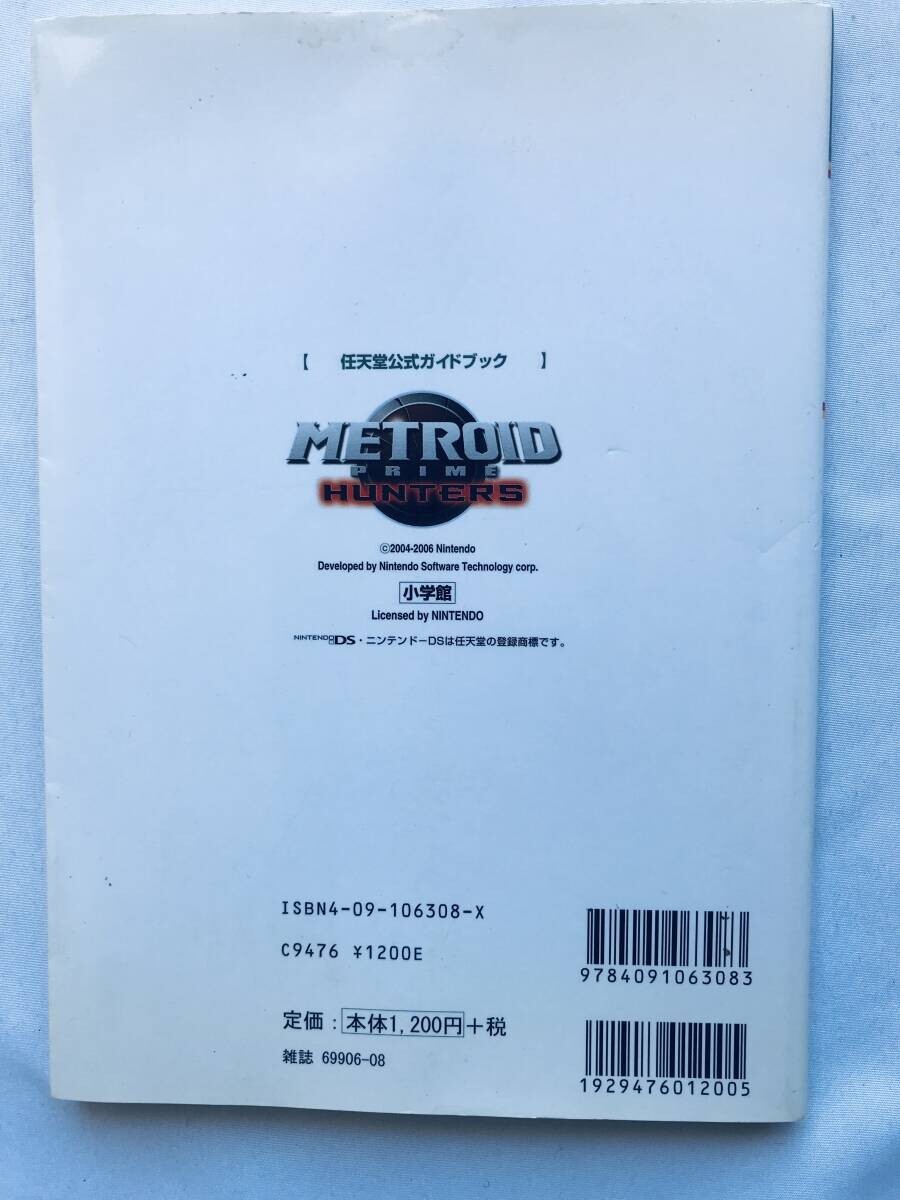 【 任天堂公式ガイドブック 】
METROID
PRIME
HUNTERS
©2004-2006 Nintendo
Developed by Nintendo Software Technology corp.
小学館
Licensed by NINTENDO
NINTENDO DS・ニンテンドーDSは任天堂の登録商標です。
ISBN4-09-106308-X
C9476 ¥1200E
9784091063083
定価：本体1,200円+税
雑誌 69906-08
1929476012005